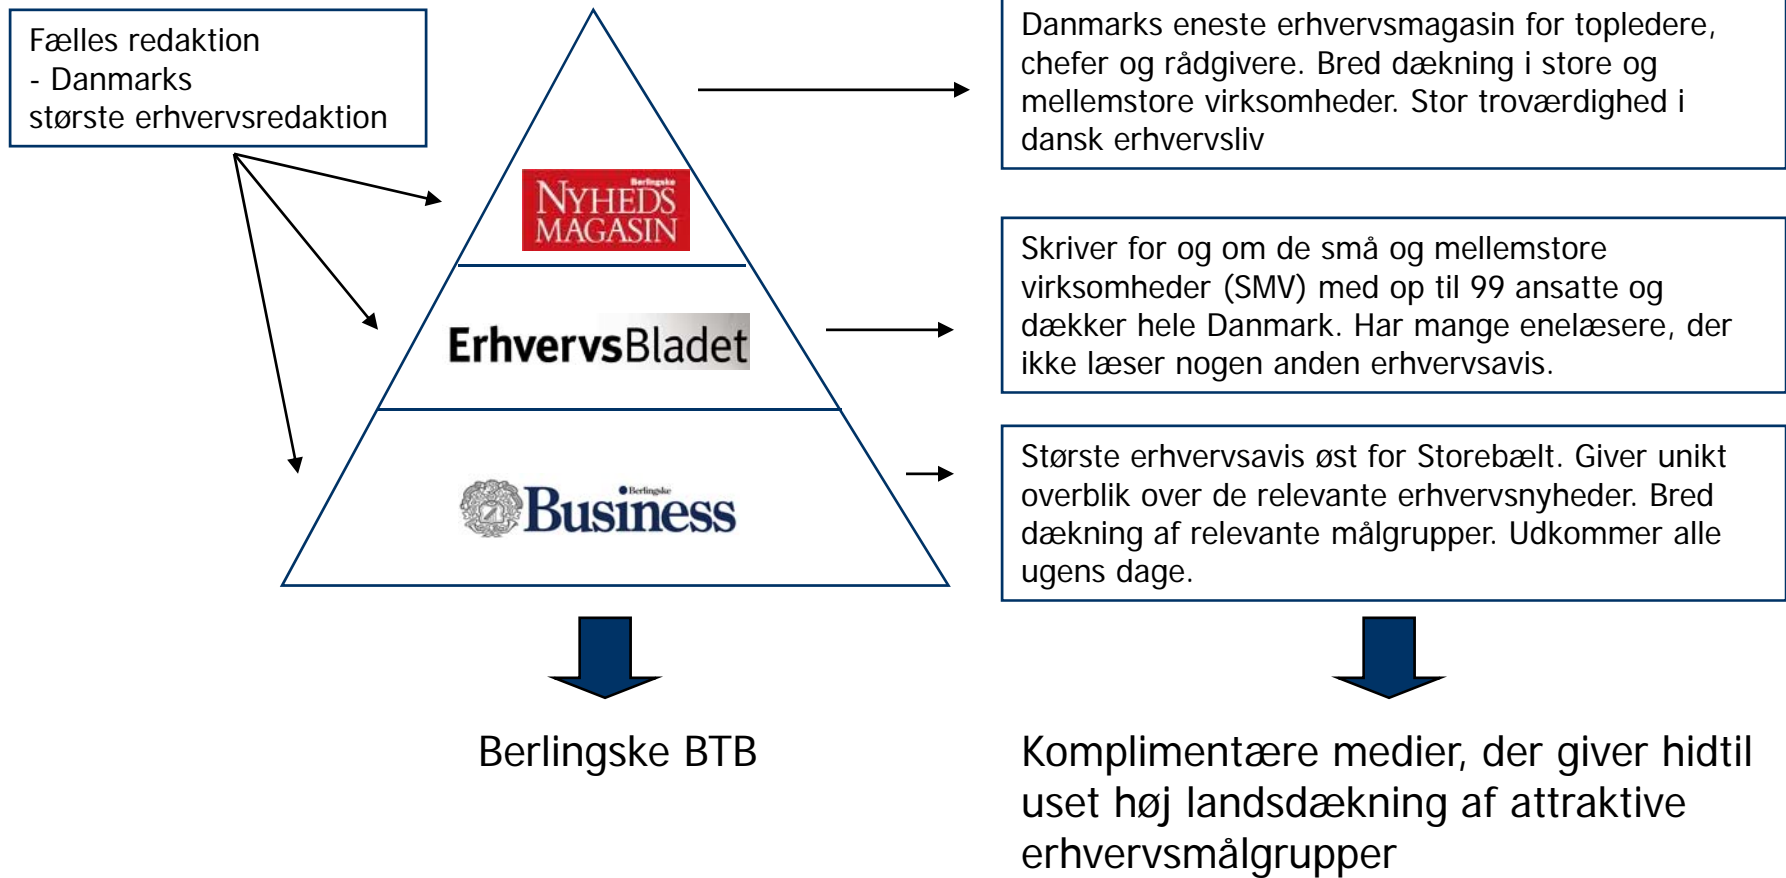 Fælles redaktion
- Danmarks
største erhvervsredaktion
Berlingske
NYHEDS
MAGASIN
ErhvervsBladet
Berlingske
Business
Danmarks eneste erhvervsmagasin for topledere,
chefer og rådgivere. Bred dækning i store og
mellemstore virksomheder. Stor troværdighed i
dansk erhvervsliv
Skriver for og om de små og mellemstore
virksomheder (SMV) med op til 99 ansatte og
dækker hele Danmark. Har mange enelæsere, der
ikke læser nogen anden erhvervsavis.
Største erhvervsavis øst for Storebælt. Giver unikt
overblik over de relevante erhvervsnyheder. Bred
dækning af relevante målgrupper. Udkommer alle
ugens dage.
Berlingske BTB
Komplimentære medier, der giver hidtil
uset høj landsdækning af attraktive
erhvervsmålgrupper